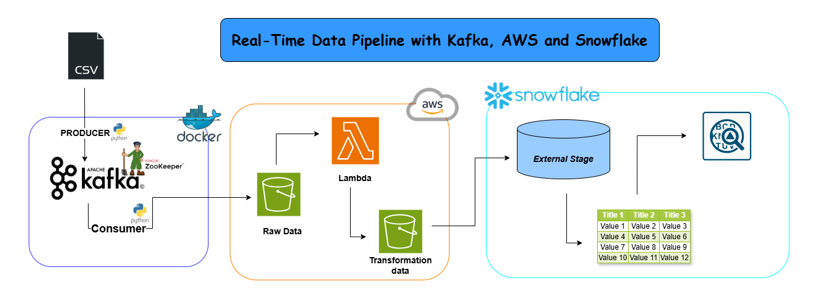 Real-Time Data Pipeline with Kafka, AWS and Snowflake
CSV
PRODUCER
python
docker
APACHE
kafka
ZooKeeper
Consumer
python
aws
Raw Data
Lambda
Transformation
data
snowflake
External Stage
Title 1 Title 2 Title 3
Value 1 Value 2 Value 3
Value 4 Value 5 Value 6
Value 7 Value 8 Value 9
Value 10 Value 11 Value 12